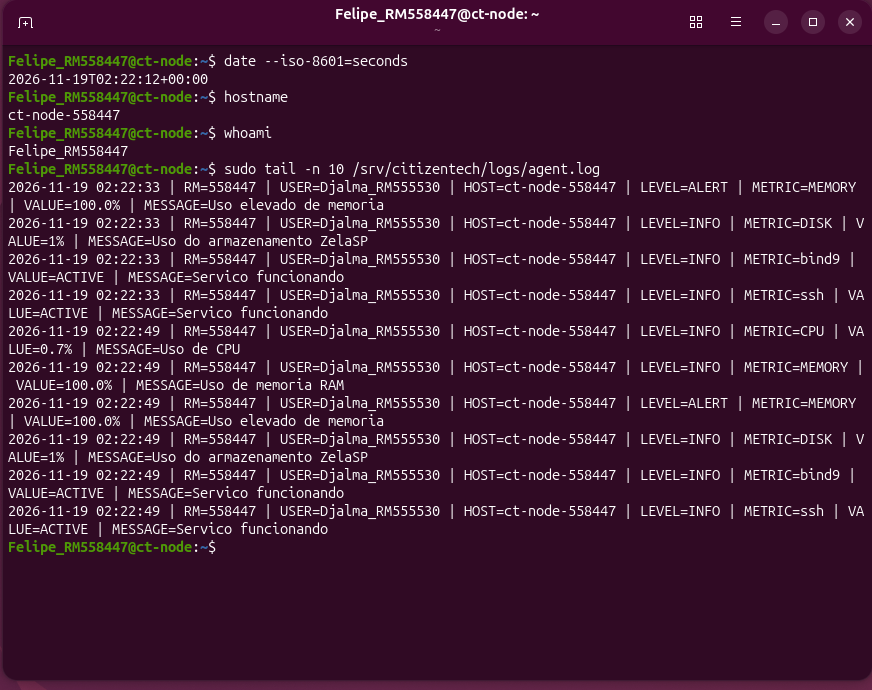 Felipe_RM558447@ct-node: ~
~
Felipe_RM558447@ct-node:~$ date --iso-8601=seconds
2026-11-19T02:22:12+00:00
Felipe_RM558447@ct-node:~$ hostname
ct-node-558447
Felipe_RM558447@ct-node:~$ whoami
Felipe_RM558447
Felipe_RM558447@ct-node:~$ sudo tail -n 10 /srv/citizentech/logs/agent.log
2026-11-19 02:22:33 | RM=558447 | USER=Djalma_RM555530 | HOST=ct-node-558447 | LEVEL=ALERT | METRIC=MEMORY
| VALUE=100.0% | MESSAGE=Uso elevado de memoria
2026-11-19 02:22:33 | RM=558447 | USER=Djalma_RM555530 | HOST=ct-node-558447 | LEVEL=INFO | METRIC=DISK | V
ALUE=1% | MESSAGE=Uso do armazenamento ZelaSP
2026-11-19 02:22:33 | RM=558447 | USER=Djalma_RM555530 | HOST=ct-node-558447 | LEVEL=INFO | METRIC=bind9 |
VALUE=ACTIVE | MESSAGE=Servico funcionando
2026-11-19 02:22:33 | RM=558447 | USER=Djalma_RM555530 | HOST=ct-node-558447 | LEVEL=INFO | METRIC=ssh | VA
LUE=ACTIVE | MESSAGE=Servico funcionando
2026-11-19 02:22:49 | RM=558447 | USER=Djalma_RM555530 | HOST=ct-node-558447 | LEVEL=INFO | METRIC=CPU | VA
LUE=0.7% | MESSAGE=Uso de CPU
2026-11-19 02:22:49 | RM=558447 | USER=Djalma_RM555530 | HOST=ct-node-558447 | LEVEL=INFO | METRIC=MEMORY |
 VALUE=100.0% | MESSAGE=Uso de memoria RAM
2026-11-19 02:22:49 | RM=558447 | USER=Djalma_RM555530 | HOST=ct-node-558447 | LEVEL=ALERT | METRIC=MEMORY
| VALUE=100.0% | MESSAGE=Uso elevado de memoria
2026-11-19 02:22:49 | RM=558447 | USER=Djalma_RM555530 | HOST=ct-node-558447 | LEVEL=INFO | METRIC=DISK | V
ALUE=1% | MESSAGE=Uso do armazenamento ZelaSP
2026-11-19 02:22:49 | RM=558447 | USER=Djalma_RM555530 | HOST=ct-node-558447 | LEVEL=INFO | METRIC=bind9 |
VALUE=ACTIVE | MESSAGE=Servico funcionando
2026-11-19 02:22:49 | RM=558447 | USER=Djalma_RM555530 | HOST=ct-node-558447 | LEVEL=INFO | METRIC=ssh | VA
LUE=ACTIVE | MESSAGE=Servico funcionando
Felipe_RM558447@ct-node:~$